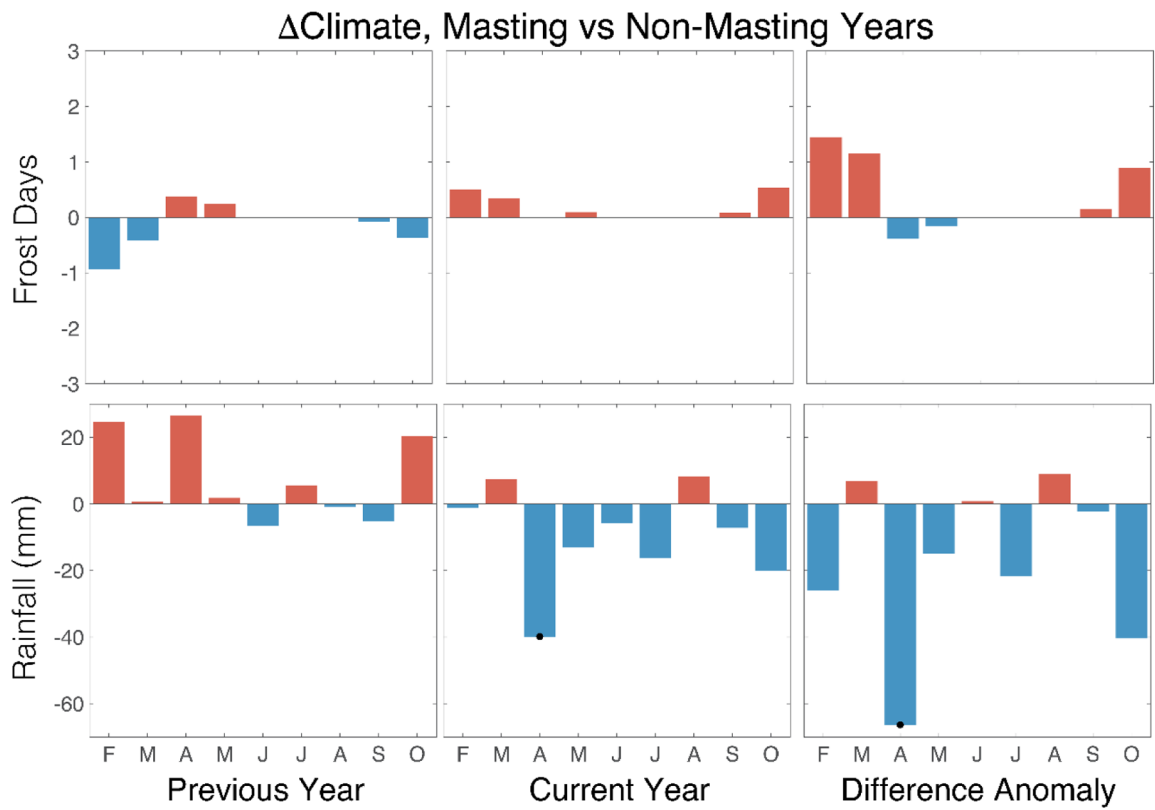 ΔClimate, Masting vs Non-Masting Years
Frost Days
3
2
1
0
-1
-2
-3
Rainfall (mm)
20
0
-20
-40
-60
F M A M J J A S O
F M A M J J A S O
F M A M J J A S O
Previous Year
Current Year
Difference Anomaly